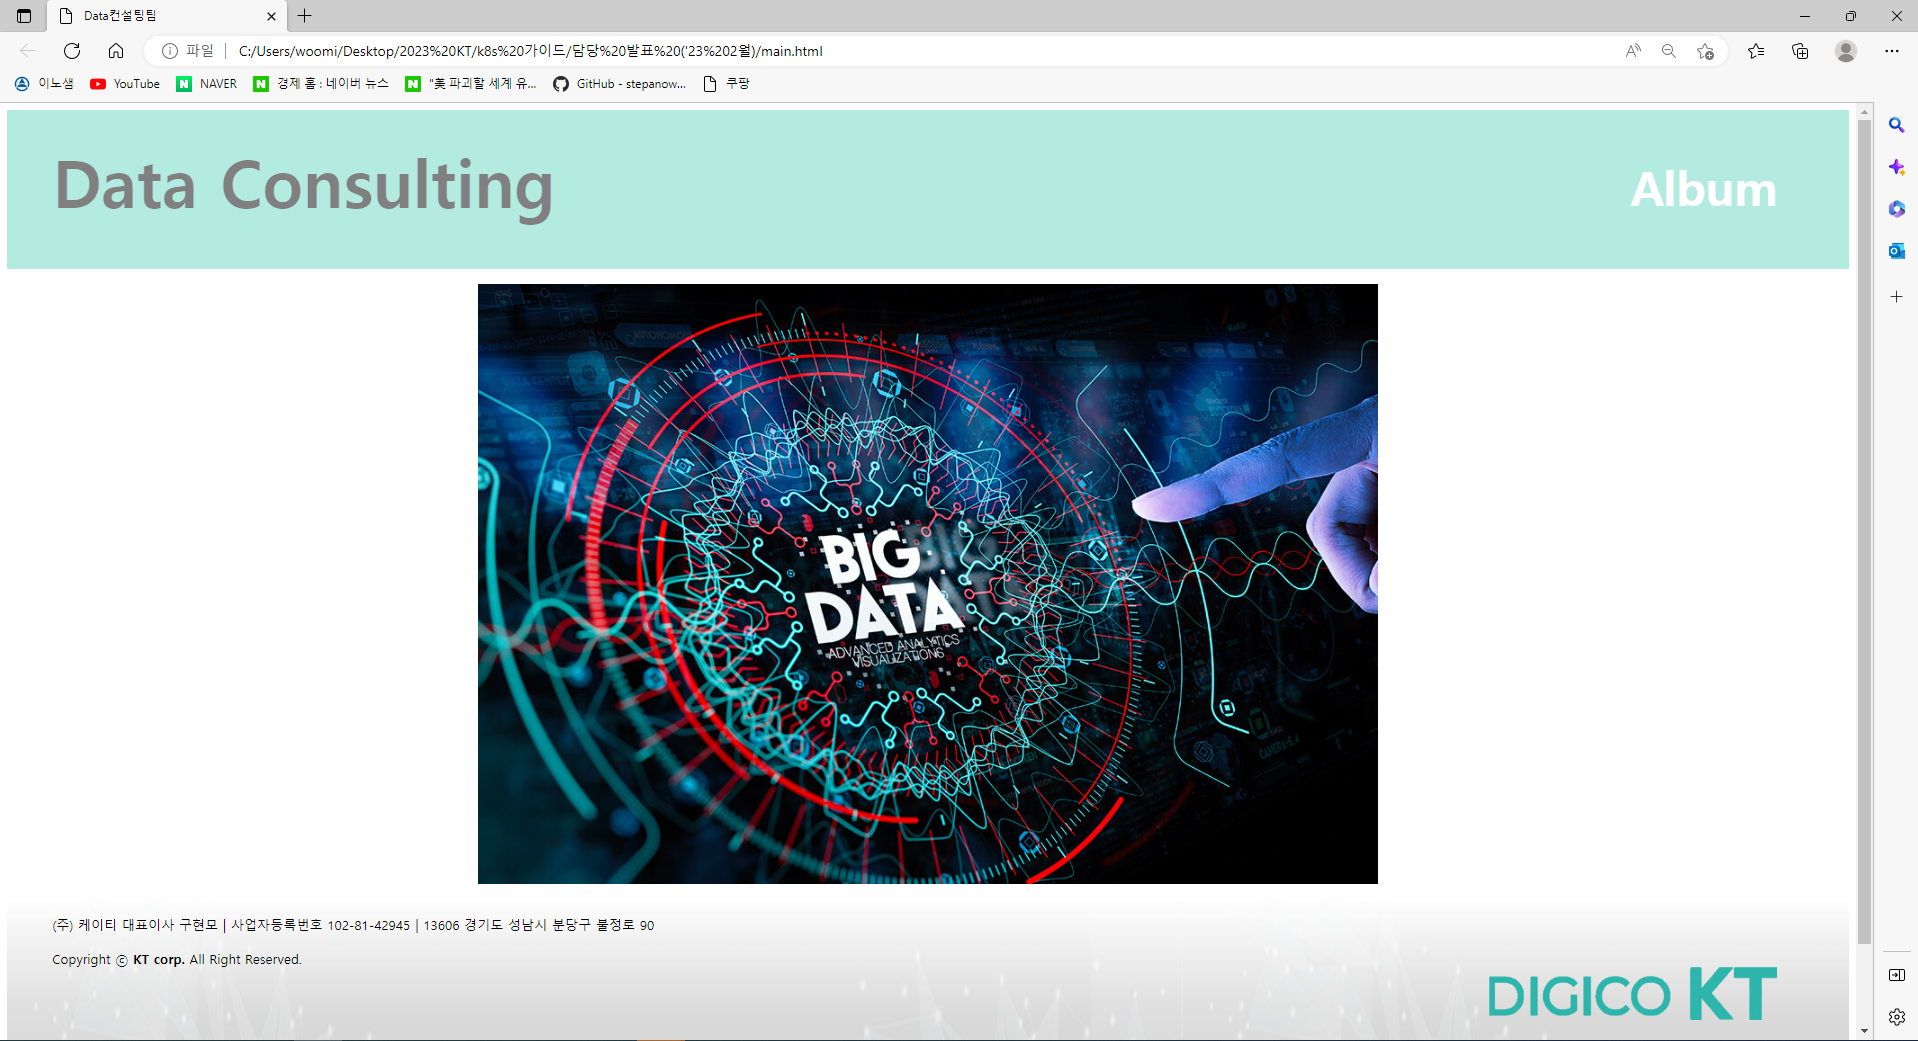 Data컨설팅팀
파일
C:/Users/woomi/Desktop/2023%20KT/k8s%20가이드/담당%20발표%20('23%202월)/main.html
이노샘 YouTube NAVER 경제 홈 : 네이버 뉴스 "美 파괴할 세계 유... GitHub - stepanow... 쿠팡
Data Consulting
Album
BIG
DATA
ADVANCED ANALYTICS
VISUALIZATIONS
(주) 케이티 대표이사 구현모 | 사업자등록번호 102-81-42945 | 13606 경기도 성남시 분당구 불정로 90
Copyright ⓒ KT corp. All Right Reserved.
DIGICO KT